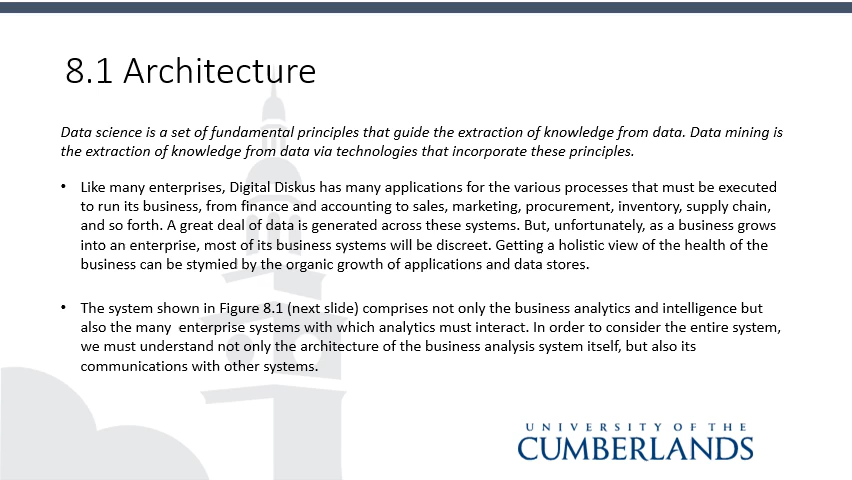 8.1 Architecture
Data science is a set of fundamental principles that guide the extraction of knowledge from data. Data mining is
the extraction of knowledge from data via technologies that incorporate these principles.
• Like many enterprises, Digital Diskus has many applications for the various processes that must be executed
to run its business, from finance and accounting to sales, marketing, procurement, inventory, supply chain,
and so forth. A great deal of data is generated across these systems. But, unfortunately, as a business grows
into an enterprise, most of its business systems will be discreet. Getting a holistic view of the health of the
business can be stymied by the organic growth of applications and data stores.
• The system shown in Figure 8.1 (next slide) comprises not only the business analytics and intelligence but
also the many  enterprise systems with which analytics must interact. In order to consider the entire system,
we must understand not only the architecture of the business analysis system itself, but also its
communications with other systems.
UNIVERSITY OF THE
CUMBERLANDS